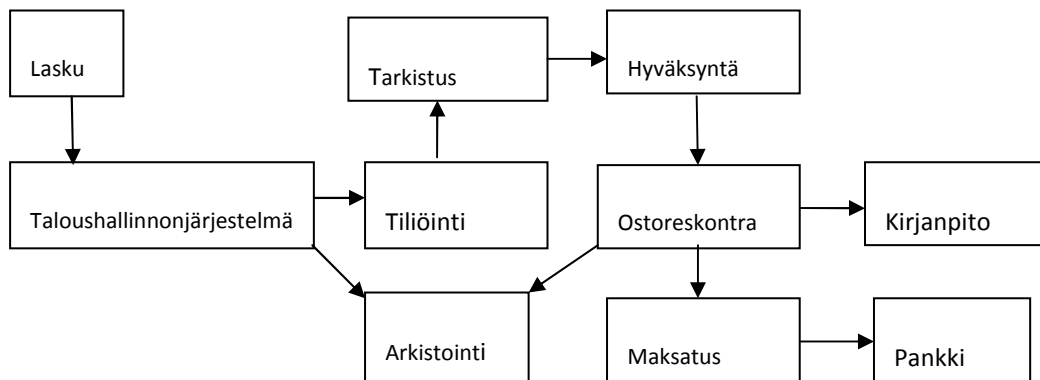 Lasku
Tarkistus
Hyväksyntä
Taloushallinnonjärjestelmä
Tiliöinti
Ostoreskontra
Kirjanpito
Arkistointi
Maksatus
Pankki